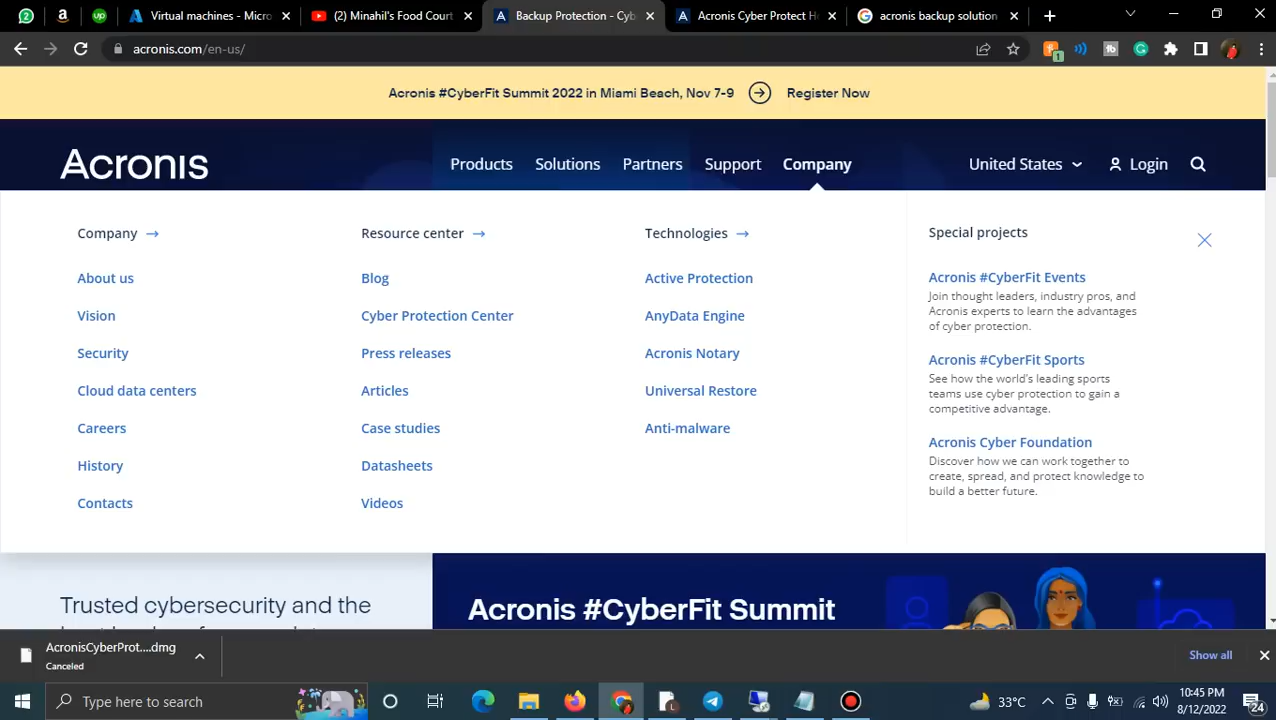 Virtual machines - Micro
(2) Minahil's Food Court
Backup Protection - Cyb
Acronis Cyber Protect H
acronis backup solution
acronis.com/en-us/
Acronis #CyberFit Summit 2022 in Miami Beach, Nov 7-9
Register Now
Acronis
Products
Solutions
Partners
Support
Company
United States
Login
Company
About us
Vision
Security
Cloud data centers
Careers
History
Contacts
Resource center
Blog
Cyber Protection Center
Press releases
Articles
Case studies
Datasheets
Videos
Technologies
Active Protection
AnyData Engine
Acronis Notary
Universal Restore
Anti-malware
Special projects
Acronis #CyberFit Events
Join thought leaders, industry pros, and
Acronis experts to learn the advantages
of cyber protection.
Acronis #CyberFit Sports
See how the world's leading sports
teams use cyber protection to gain a
competitive advantage.
Acronis Cyber Foundation
Discover how we can work together to
create, spread, and protect knowledge to
build a better future.
Trusted cybersecurity and the
Acronis #CyberFit Summit
AcronisCyberProt....dmg
Canceled
Show all
Type here to search
33°C
10:45 PM
8/12/2022
24